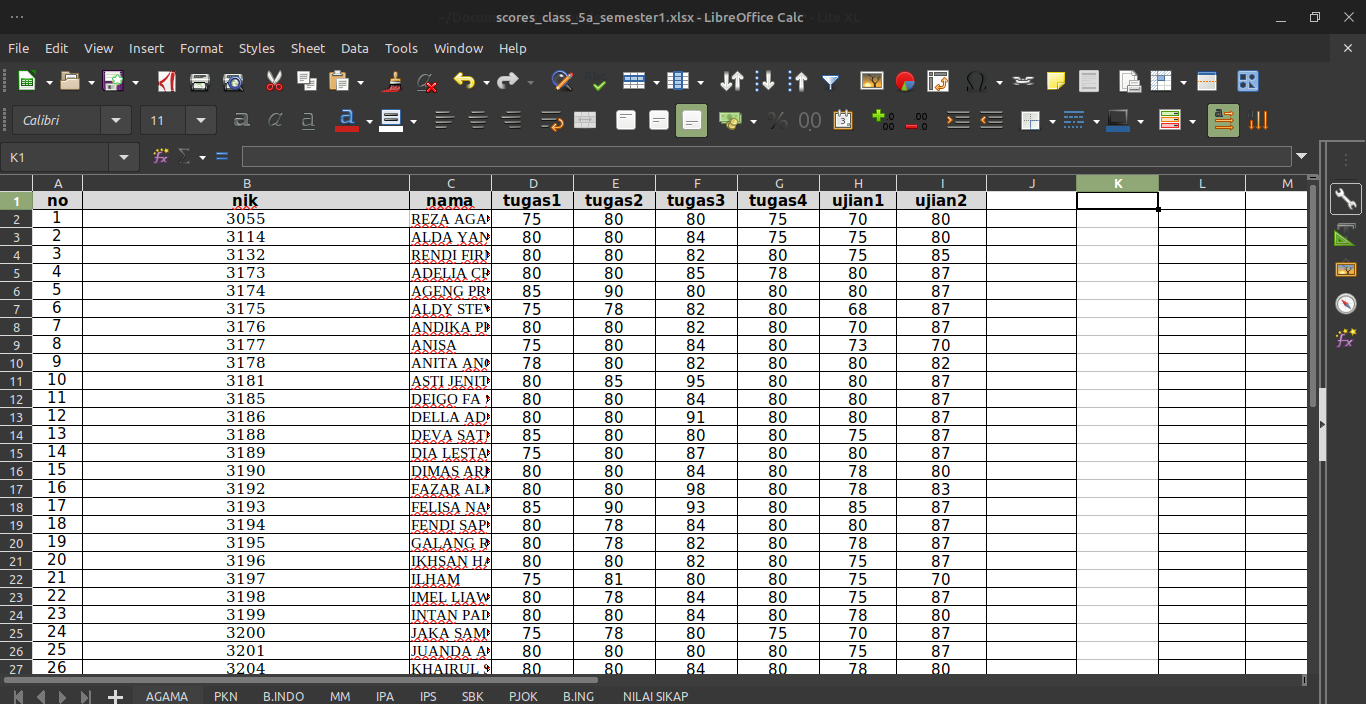 scores_class_5a_semester1.xlsx - LibreOffice Calc
File Edit View Insert Format Styles Sheet Data Tools Window Help
Calibri 11
K1
A B C D E F G H I J K L M
1 no nik nama tugas1 tugas2 tugas3 tugas4 ujian1 ujian2
2 1 3055 REZA AGA 75 80 80 75 70 80
3 2 3114 ALDA YAN 80 80 84 75 75 80
4 3 3132 RENDI FIR 80 80 82 80 75 85
5 4 3173 ADELIA CR 80 80 85 78 80 87
6 5 3174 AGENG PR 85 90 80 80 80 87
7 6 3175 ALDY STE 75 78 82 80 68 87
8 7 3176 ANDIKA P 80 80 82 80 70 87
9 8 3177 ANISA 75 80 84 80 73 70
10 9 3178 ANITA AN 78 80 82 80 80 82
11 10 3181 ASTI JENIT 80 85 95 80 80 87
12 11 3185 DEIGO FA 80 80 84 80 80 87
13 12 3186 DELLA AD 80 80 91 80 80 87
14 13 3188 DEVA SAT 85 80 80 80 75 87
15 14 3189 DIA LESTA 75 80 87 80 80 87
16 15 3190 DIMAS AR 80 80 84 80 78 80
17 16 3192 FAZAR AL 80 80 98 80 78 83
18 17 3193 FELISA NA 85 90 93 80 85 87
19 18 3194 FENDI SAP 80 78 84 80 80 87
20 19 3195 GALANG 80 78 82 80 78 87
21 20 3196 IKHSAN HA 80 80 82 80 75 87
22 21 3197 ILHAM 75 81 80 80 75 70
23 22 3198 IMEL LIAW 80 78 84 80 75 87
24 23 3199 INTAN PAD 80 80 84 80 78 80
25 24 3200 JAKA SAM 75 78 80 75 70 87
26 25 3201 JUANDA A 80 80 80 80 75 87
27 26 3204 KHAIRUL 80 80 84 80 78 80
AGAMA PKN B.INDO MM IPA IPS SBK PJOK B.ING NILAI SIKAP